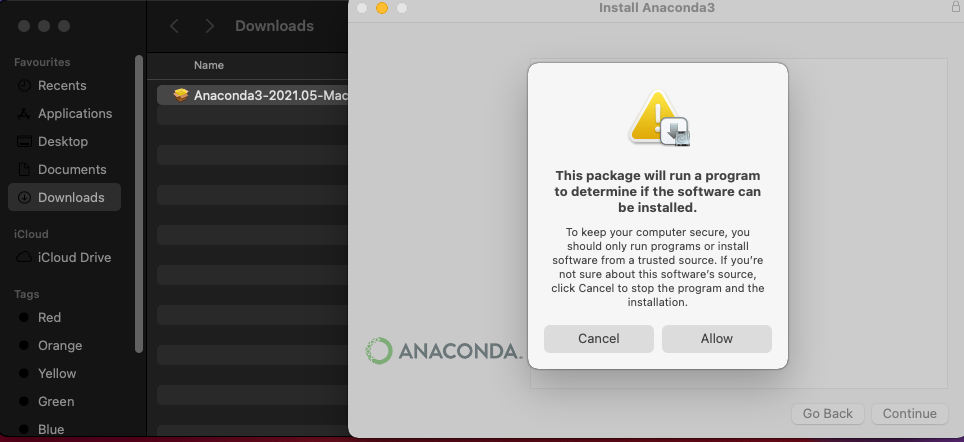 Favourites
Recents
Applications
Desktop
Documents
Downloads
iCloud
iCloud Drive
Tags
Red
Orange
Yellow
Green
Blue
Downloads
Name
Anaconda3-2021.05-Mac
Install Anaconda3
This package will run a program
to determine if the software can
be installed.
To keep your computer secure, you
should only run programs or install
software from a trusted source. If you're
not sure about this software's source,
click Cancel to stop the program and the
installation.
Cancel
Allow
ANACONDA.
Go Back
Continue